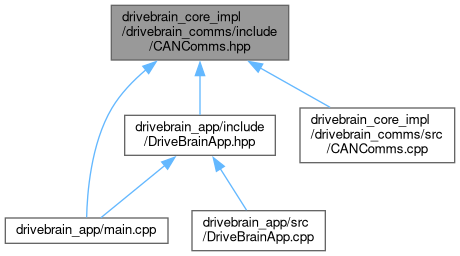 drivebrain_core_impl
/drivebrain_comms/include
/CANComms.hpp
drivebrain_app/include
/DriveBrainApp.hpp
drivebrain_core_impl
/drivebrain_comms/src
/CANComms.cpp
drivebrain_app/main.cpp
drivebrain_app/src
/DriveBrainApp.cpp